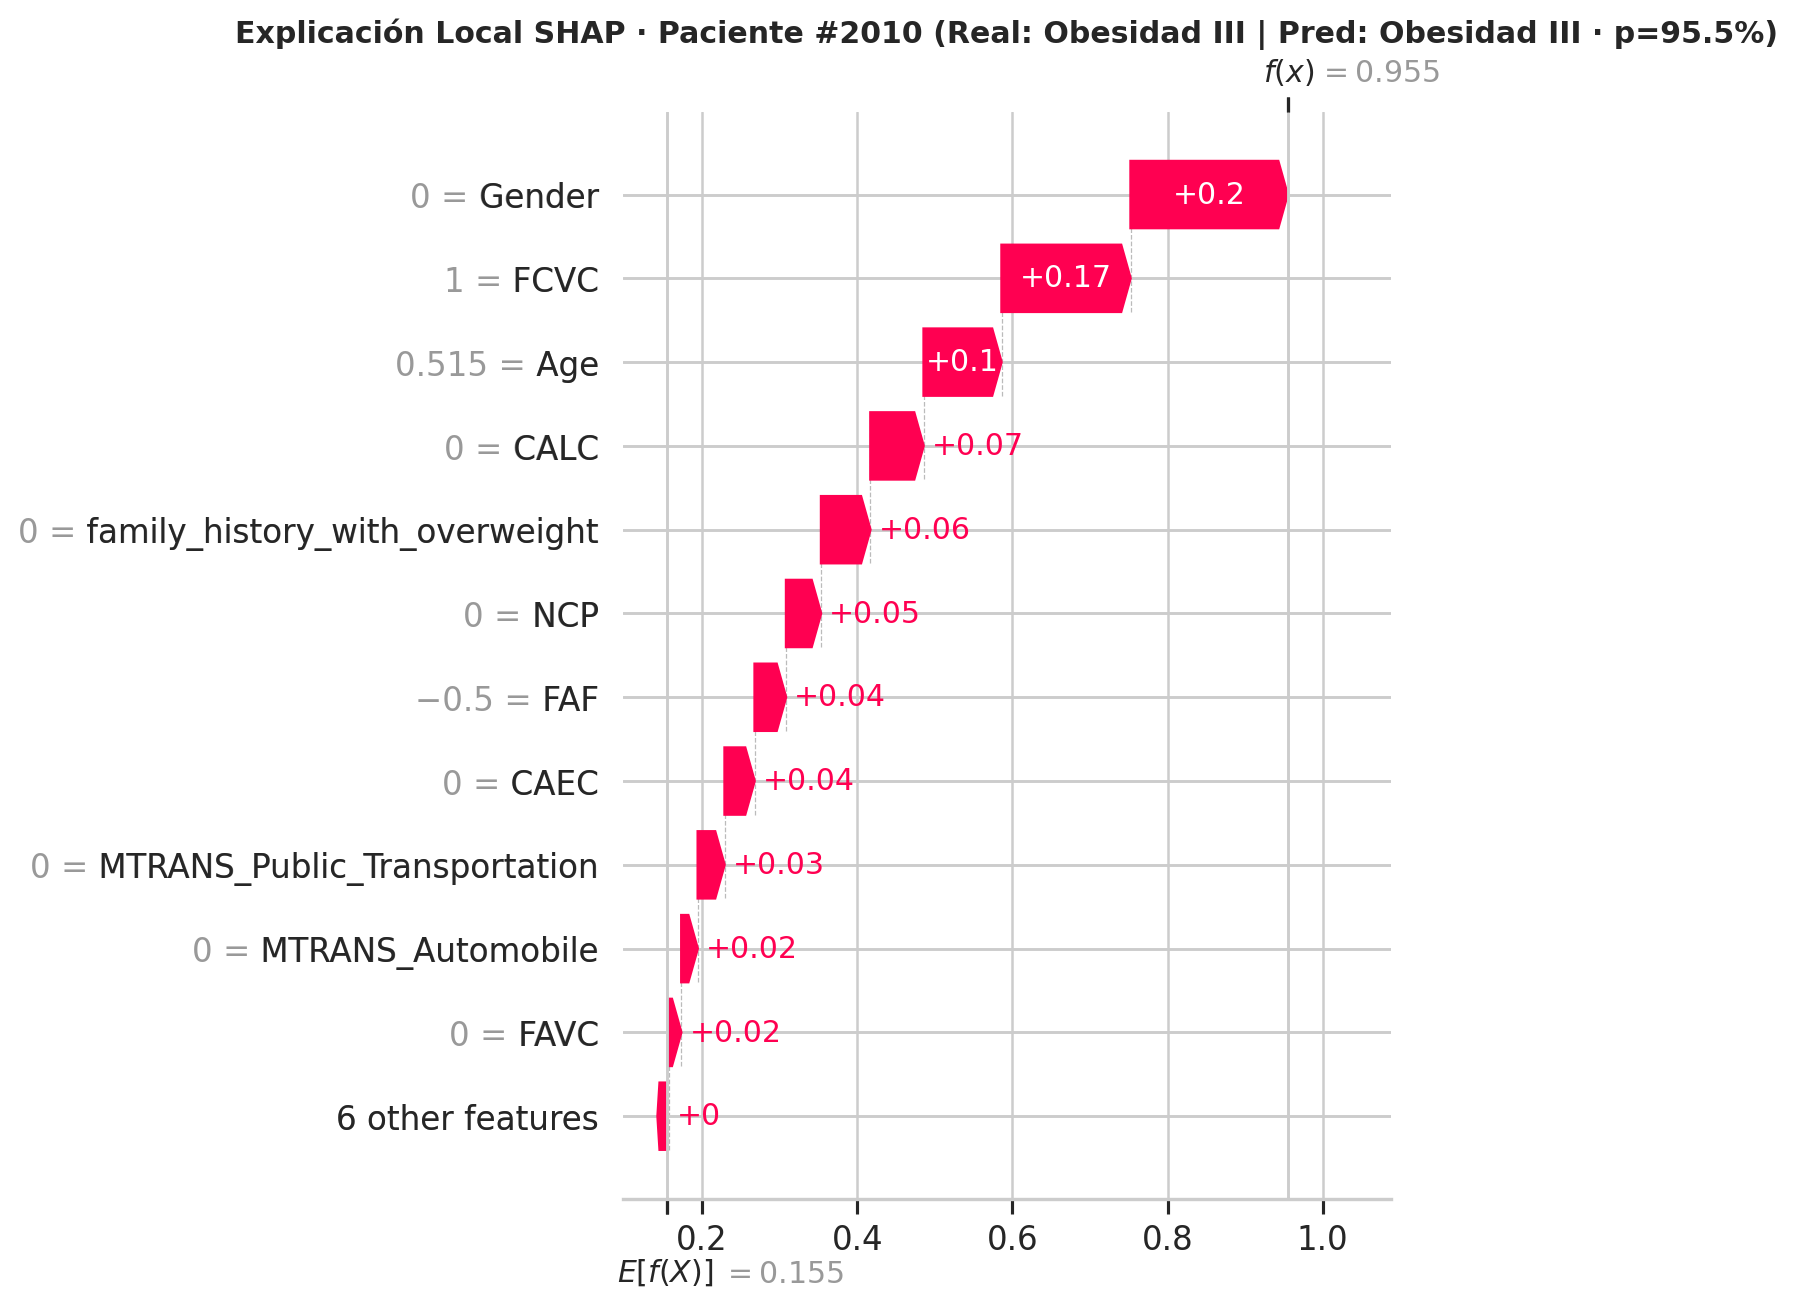 Explicación Local SHAP · Paciente #2010 (Real: Obesidad III | Pred: Obesidad III · p=95.5%)
f(x) = 0.955
0 = Gender +0.2
1 = FCVC +0.17
0.515 = Age +0.1
0 = CALC +0.07
0 = family_history_with_overweight +0.06
0 = NCP +0.05
−0.5 = FAF +0.04
0 = CAEC +0.04
0 = MTRANS_Public_Transportation +0.03
0 = MTRANS_Automobile +0.02
0 = FAVC +0.02
6 other features +0
0.2 0.4 0.6 0.8 1.0
E[f(X)] = 0.155